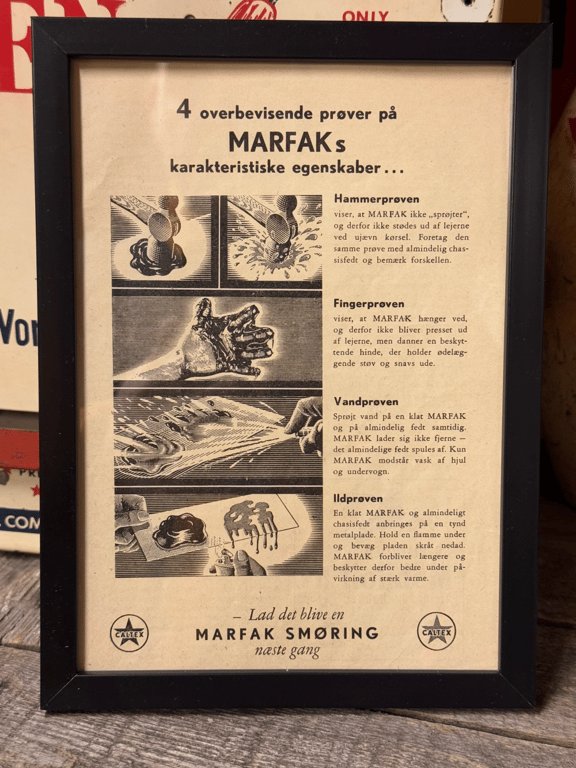 ONLY
EN
4 overbevisende prøver på
MARFAKs
karakteristiske egenskaber...
Hammerprøven
viser, at MARFAK ikke „sprøjter“,
og derfor ikke stødes ud af lejerne
ved ujævn kørsel. Foretag den
samme prøve med almindelig chas-
sisfedt og bemærk forskellen.
Fingerprøven
viser, at MARFAK hænger ved,
og derfor ikke bliver presset ud
af lejerne, men danner en beskyt-
tende hinde, der holder ødelæg-
gende støv og snavs ude.
Vandprøven
Sprøjt vand på en klat MARFAK
og på almindelig fedt samtidig.
MARFAK lader sig ikke fjerne —
det almindelige fedt spules af. Kun
MARFAK modstår vask af hjul
og undervogn.
Ildprøven
En klat MARFAK og almindeligt
chasisfedt anbringes på en tynd
metalplade. Hold en flamme under
og bevæg pladen skråt nedad.
MARFAK forbliver længere og
beskytter derfor bedre under på-
virkning af stærk varme.
– Lad det blive en
MARFAK SMØRING
næste gang
CALTEX
CALTEX